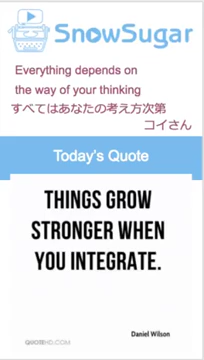 SnowSugar
Everything depends on
the way of your thinking
すべてはあなたの考え方次第
コイさん
Today's Quote
THINGS GROW
STRONGER WHEN
YOU INTEGRATE.
QUOTEHD.COM
Daniel Wilson